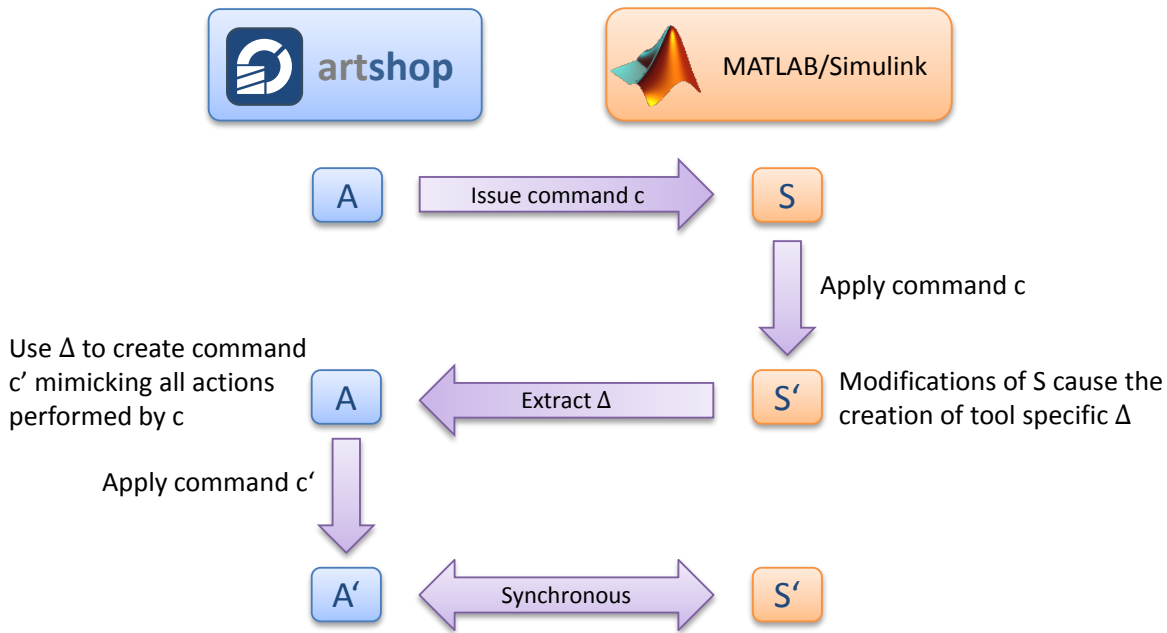 artshop
MATLAB/Simulink
A
Issue command c
S
Apply command c
Use Δ to create command
c’ mimicking all actions
performed by c
A
Extract Δ
S‘
Modifications of S cause the
creation of tool specific Δ
Apply command c‘
A‘
Synchronous
S‘